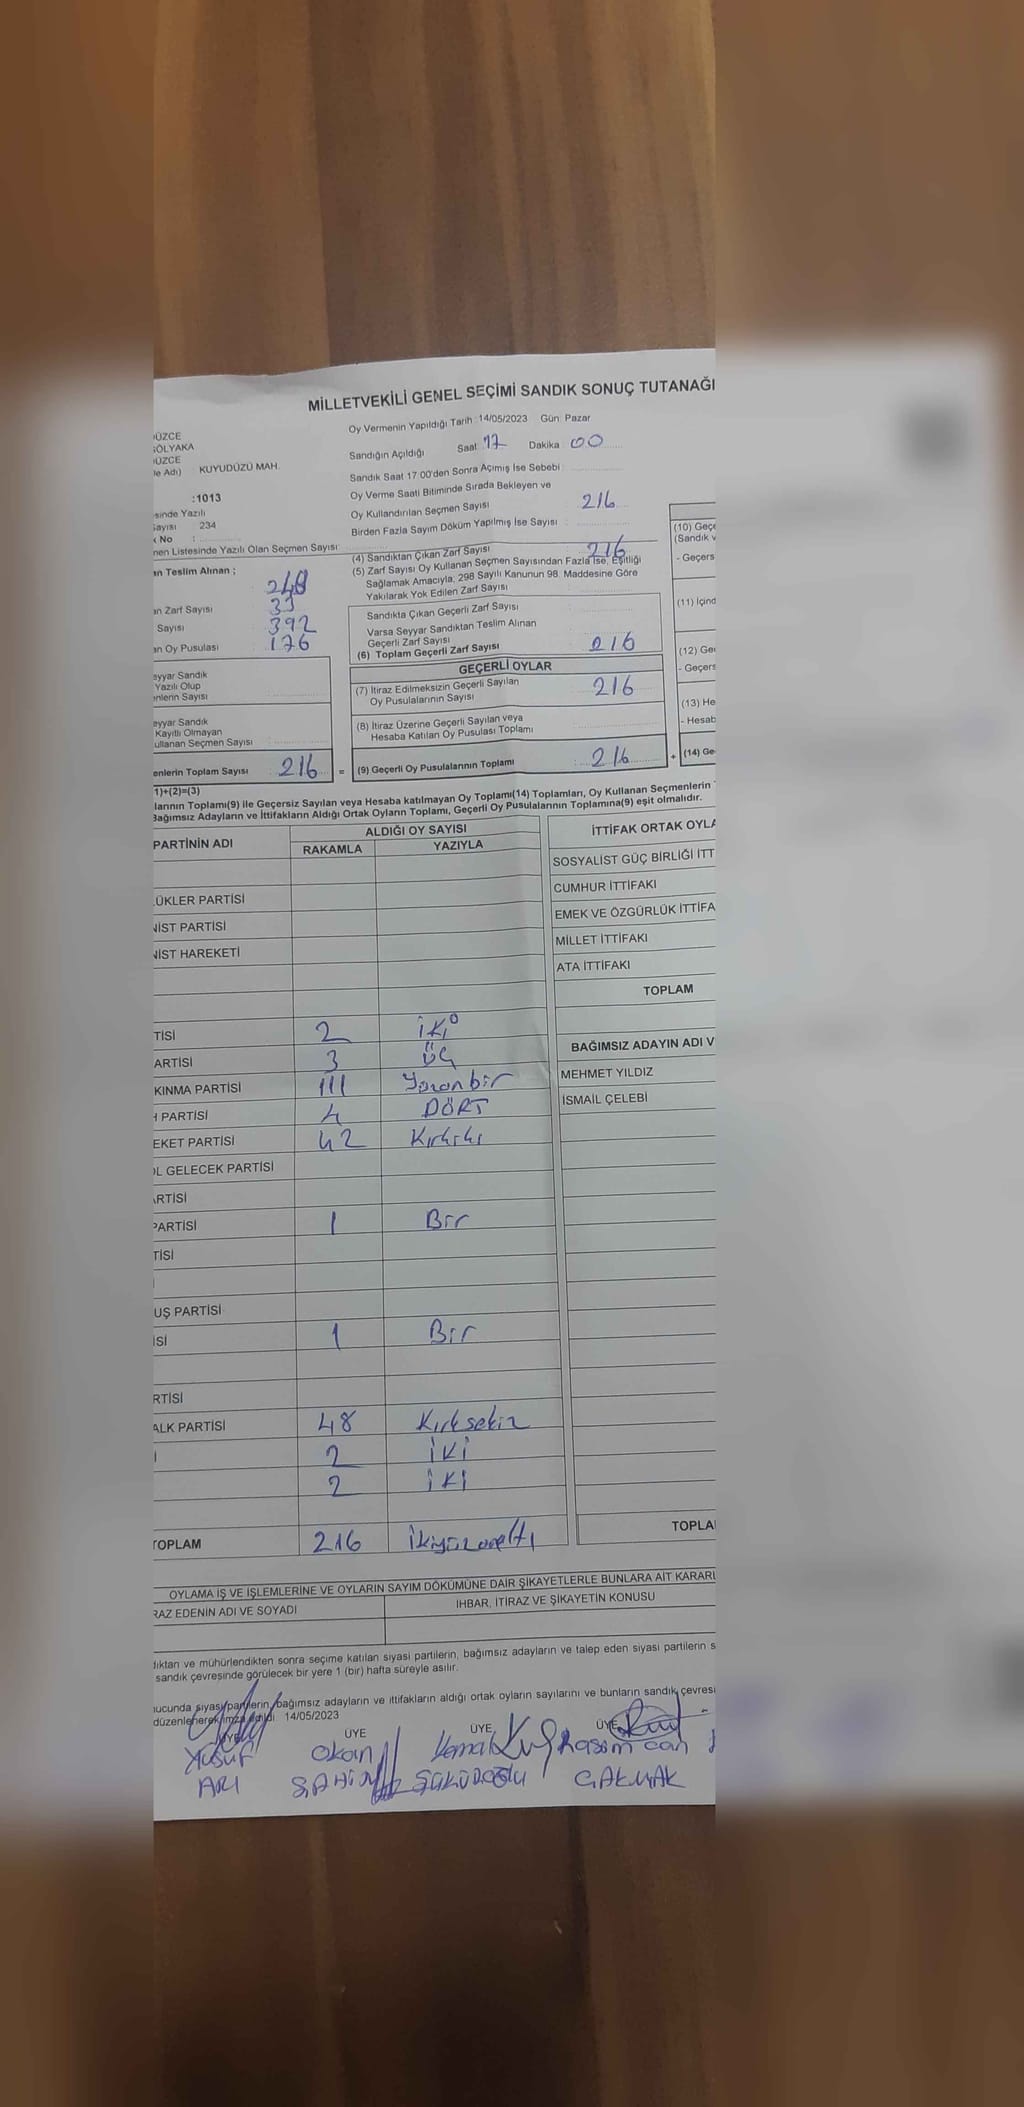 MİLLETVEKİLİ GENEL SEÇİMİ SANDIK SONUÇ TUTANAĞI
ÜZCE
ÖLYAKA
ÜZCE
le Adı) KUYUDÜZÜ MAH.
:1013
sinde Yazılı
ayısı 234
No :
men Listesinde Yazılı Olan Seçmen Sayısı
an Teslim Alınan ;
an Zarf Sayısı
Sayısı 392
an Oy Pusulası 176
eyyar Sandık
Yazılı Olup
enlerin Sayısı
eyyar Sandık
Kayıtlı Olmayan
ullanan Seçmen Sayısı
enlerin Toplam Sayısı 216 =
1)+(2)=(3)
Oy Vermenin Yapıldığı Tarih : 14/05/2023 Gün: Pazar
Sandığın Açıldığı Saat 17 Dakika 00
Sandık Saat 17:00'den Sonra Açılmış İse Sebebi :
Oy Verme Saati Bitiminde Sırada Bekleyen ve
Oy Kullandırılan Seçmen Sayısı 216
Birden Fazla Sayım Döküm Yapılmış İse Sayısı :
(4) Sandıktan Çıkan Zarf Sayısı 216
(5) Zarf Sayısı Oy Kullanan Seçmen Sayısından Fazla İse, Eşitliği
Sağlamak Amacıyla, 298 Sayılı Kanunun 98. Maddesine Göre
Yakılarak Yok Edilen Zarf Sayısı
Sandıkta Çıkan Geçerli Zarf Sayısı
Varsa Seyyar Sandıktan Teslim Alınan
Geçerli Zarf Sayısı
(6) Toplam Geçerli Zarf Sayısı 216
GEÇERLİ OYLAR
(7) İtiraz Edilmeksizin Geçerli Sayılan
Oy Pusulalarının Sayısı 216
(8) İtiraz Üzerine Geçerli Sayılan veya
Hesaba Katılan Oy Pusulası Toplamı
(9) Geçerli Oy Pusulalarının Toplamı : 216 +
(10) Geçe
(Sandık v
- Geçers
(11) İçind
(12) Ge
- Geçers
(13) He
- Hesab
(14) Ge
larının Toplamı(9) ile Geçersiz Sayılan veya Hesaba katılmayan Oy Toplamı(14) Toplamları, Oy Kullanan Seçmenlerin
Bağımsız Adayların ve İttifakların Aldığı Ortak Oyların Toplamı, Geçerli Oy Pusulalarının Toplamına(9) eşit olmalıdır.
PARTİNİN ADI ALDIĞI OY SAYISI
RAKAMLA YAZIYLA
ÜKLER PARTİSİ
NİST PARTİSİ
NİST HAREKETİ
TİSİ 2 İKİ
ARTİSİ 3 ÜÇ
KINMA PARTİSİ 111 Yüzonbir
H PARTİSİ 4 DÖRT
EKET PARTİSİ 42 Kırkiki
OL GELECEK PARTİSİ
ARTİSİ
PARTİSİ 1 Bir
TİSİ
UŞ PARTİSİ
İSİ 1 Bir
RTİSİ
ALK PARTİSİ 48 Kırksekiz
2 İKİ
2 İKİ
TOPLAM 216 İkiyüzonaltı
İTTİFAK ORTAK OYLA
SOSYALİST GÜÇ BİRLİĞİ İTT
CUMHUR İTTİFAKI
EMEK VE ÖZGÜRLÜK İTTİFA
MİLLET İTTİFAKI
ATA İTTİFAKI
TOPLAM
BAĞIMSIZ ADAYIN ADI V
MEHMET YILDIZ
İSMAİL ÇELEBİ
TOPLA
OYLAMA İŞ VE İŞLEMLERİNE VE OYLARIN SAYIM DÖKÜMÜNE DAİR ŞİKAYETLERLE BUNLARA AİT KARARL
RAZ EDENİN ADI VE SOYADI İHBAR, İTİRAZ VE ŞİKAYETİN KONUSU
dıktan ve mühürlendikten sonra seçime katılan siyasi partilerin, bağımsız adayların ve talep eden siyasi partilerin s
sandık çevresinde görülecek bir yere 1 (bir) hafta süreyle asılır.
ucunda siyasi partilerin, bağımsız adayların ve ittifakların aldığı ortak oyların sayılarını ve bunların sandık çevresi
düzenlenerek imza edildi. 14/05/2023
ÜYE ÜYE ÜYE ÜYE
Yusuf Okan Kemal Rasim can
ARI ŞAHİN ŞÜKÜROĞLU ÇAKMAK